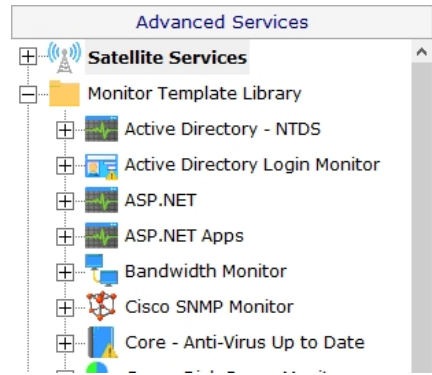 Advanced Services
Satellite Services
Monitor Template Library
Active Directory - NTDS
Active Directory Login Monitor
ASP.NET
ASP.NET Apps
Bandwidth Monitor
Cisco SNMP Monitor
Core - Anti-Virus Up to Date